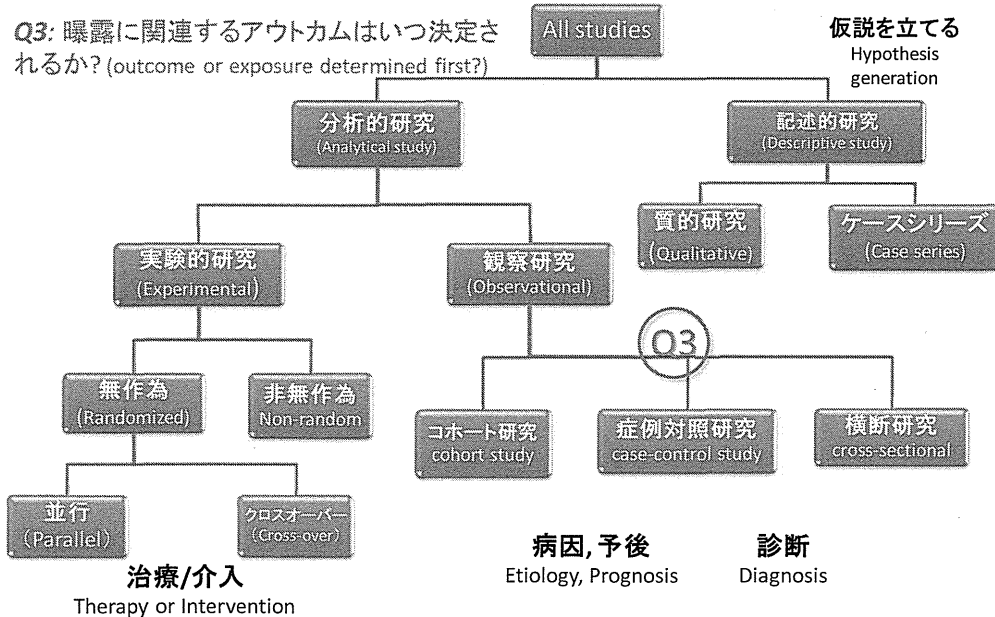 Q3: 曝露に関連するアウトカムはいつ決定さ
れるか? (outcome or exposure determined first?)
All studies
仮説を立てる
Hypothesis
generation
分析的研究
(Analytical study)
記述的研究
(Descriptive study)
質的研究
(Qualitative)
ケースシリーズ
(Case series)
実験的研究
(Experimental)
観察研究
(Observational)
Q3
無作為
(Randomized)
非無作為
Non-random
コホート研究
cohort study
症例対照研究
case-control study
横断研究
cross-sectional
並行
(Parallel)
クロスオーバー
(Cross-over)
治療/介入
Therapy or Intervention
病因, 予後
Etiology, Prognosis
診断
Diagnosis